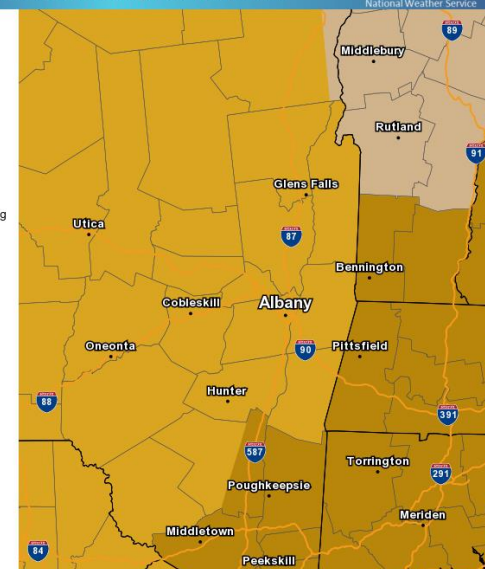 National Weather Service
89
Middlebury
Rutland
91
g
Glens Falls
Utica
87
Bennington
Cobleskill
Albany
Oneonta
90
Pittsfield
Hunter
88
391
587
Torrington
291
Poughkeepsie
Meriden
Middletown
84
Peekskill